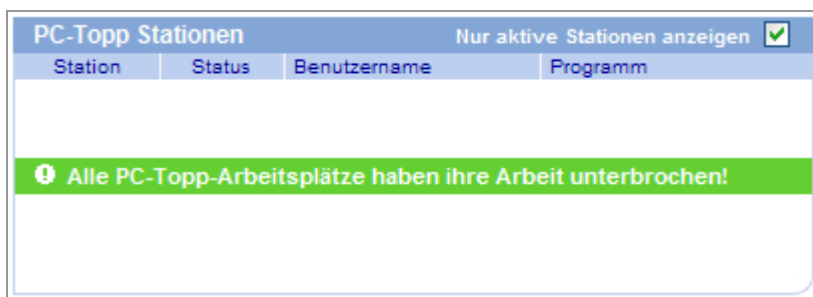 PC-Topp Stationen Nur aktive Stationen anzeigen
Station Status Benutzername Programm
Alle PC-Topp-Arbeitsplätze haben ihre Arbeit unterbrochen!